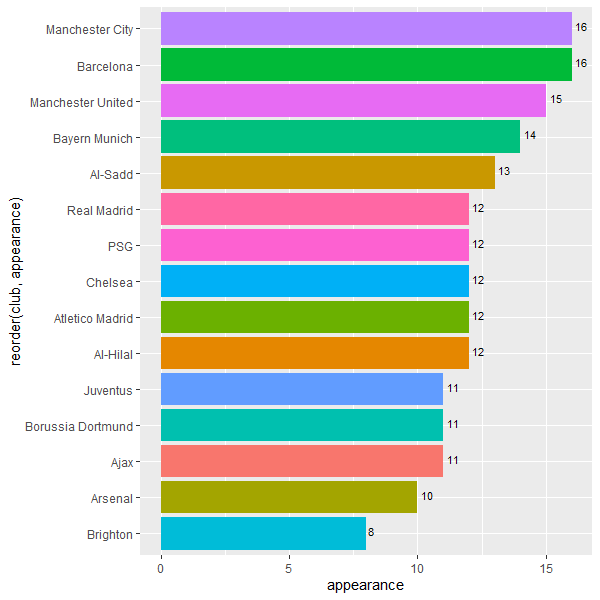 Manchester City 16
Barcelona 16
Manchester United 15
Bayern Munich 14
Al-Sadd 13
Real Madrid 12
PSG 12
Chelsea 12
Atletico Madrid 12
Al-Hilal 12
Juventus 11
Borussia Dortmund 11
Ajax 11
Arsenal 10
Brighton 8
0 5 10 15
appearance
reorder(club, appearance)